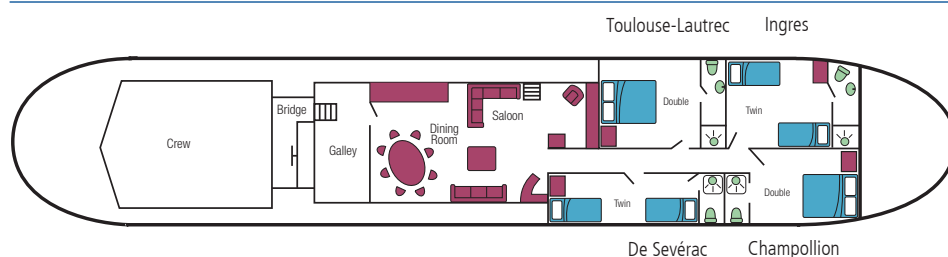 Toulouse-Lautrec Ingres
Bridge
Saloon
Double
Twin
Dining
Room
Crew
Galley
Double
Twin
De Sevérac Champollion